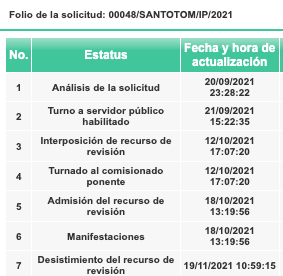 Folio de la solicitud: 00048/SANTOTOM/IP/2021
No. Estatus Fecha y hora de
actualización
1 Análisis de la solicitud 20/09/2021
23:28:22
2 Turno a servidor público
habilitado 21/09/2021
15:22:35
3 Interposición de recurso de
revisión 12/10/2021
17:07:20
4 Turnado al comisionado
ponente 12/10/2021
17:07:20
5 Admisión del recurso de
revisión 18/10/2021
13:19:56
6 Manifestaciones 18/10/2021
13:19:56
7 Desistimiento del recurso de
revisión 19/11/2021 10:59:15